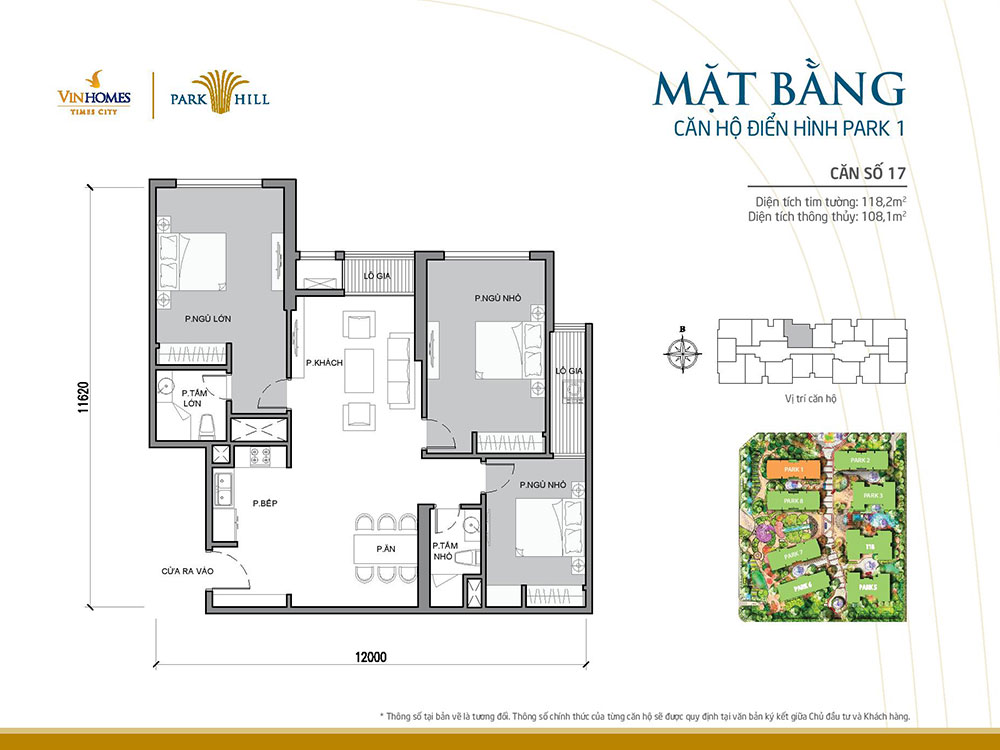 VINHOMES
TIMES CITY
PARK HILL
MẶT BẰNG
CĂN HỘ ĐIỂN HÌNH PARK 1
CĂN SỐ 17
Diện tích tim tường: 118,2m²
Diện tích thông thủy: 108,1m²
LÔ GIA
P.NGỦ NHỎ
P.NGỦ LỚN
P.KHÁCH
LÔ GIA
P.TẮM
LỚN
11620
P.NGỦ NHỎ
P.BẾP
P.ĂN
P.TẮM
NHỎ
CỬA RA VÀO
12000
B
Vị trí căn hộ
PARK 1
PARK 2
PARK 8
PARK 3
T18
PARK 7
PARK 6
PARK 5
* Thông số tại bản vẽ là tương đối. Thông số chính thức của từng căn hộ sẽ được quy định tại văn bản ký kết giữa Chủ đầu tư và Khách hàng.